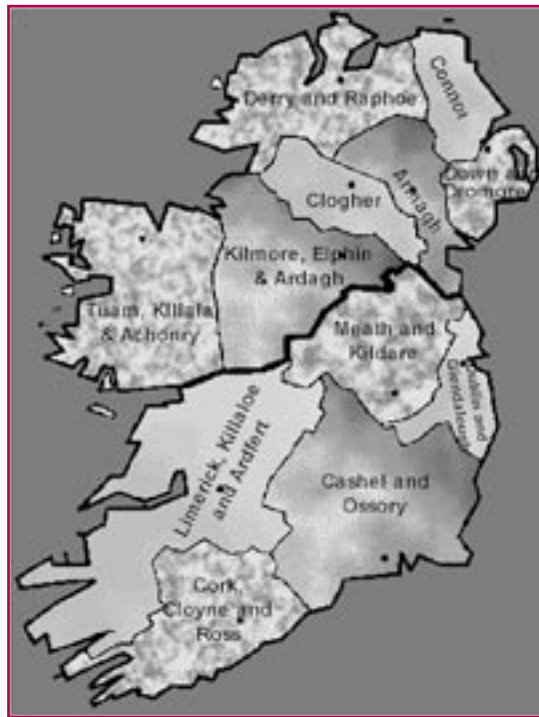 Derry and Raphoe
Connor
Down and
Dromore
Armagh
Clogher
Kilmore, Elphin
& Ardagh
Tuam, Killala
& Achonry
Meath and
Kildare
Dublin and
Glendalough
Limerick, Killaloe
and Ardfert
Cashel and
Ossory
Cork,
Cloyne and
Ross